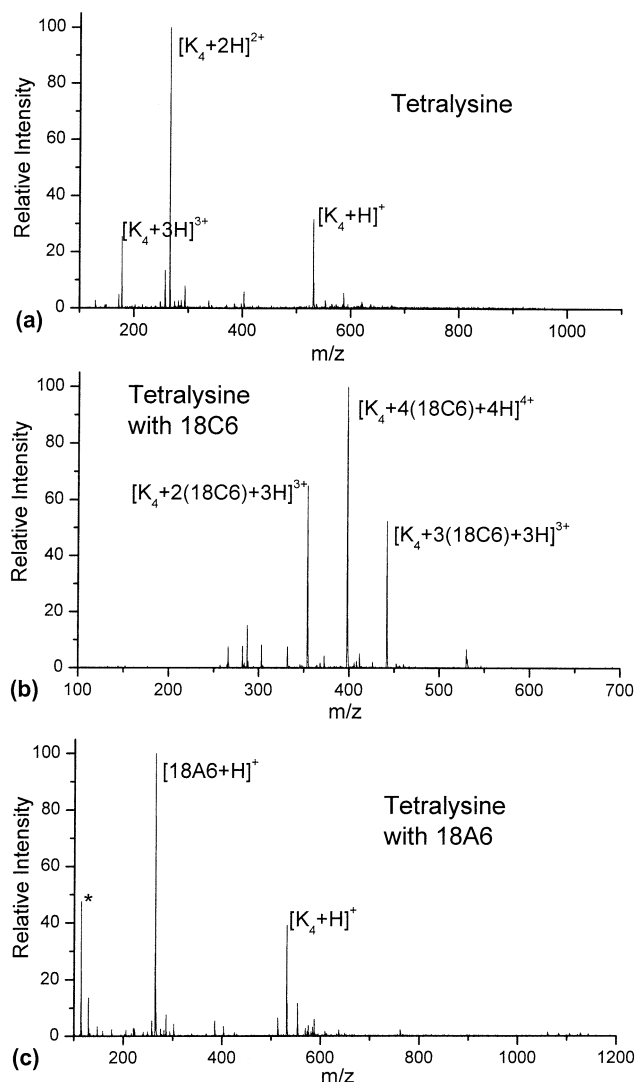 100
80
60
40
20
0
Relative Intensity
[K₄+2H]²⁺
Tetralysine
[K₄+3H]³⁺
[K₄+H]⁺
200 400 600 800 1000
(a)
m/z
100
80
60
40
20
0
Relative Intensity
Tetralysine
with 18C6
[K₄+4(18C6)+4H]⁴⁺
[K₄+2(18C6)+3H]³⁺
[K₄+3(18C6)+3H]³⁺
100 200 300 400 500 600 700
(b)
m/z
100
80
60
40
20
0
Relative Intensity
[18A6+H]⁺
Tetralysine
with 18A6
*
[K₄+H]⁺
200 400 600 800 1000 1200
(c)
m/z